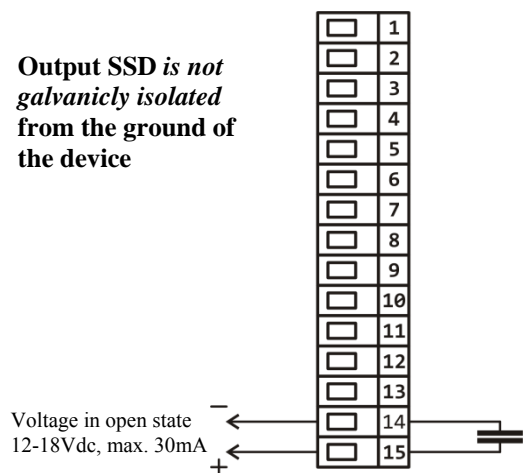 Output SSD is not
galvanicly isolated
from the ground of
the device
1
2
3
4
5
6
7
8
9
10
11
12
13
14
15
Voltage in open state
12-18Vdc, max. 30mA
−
+